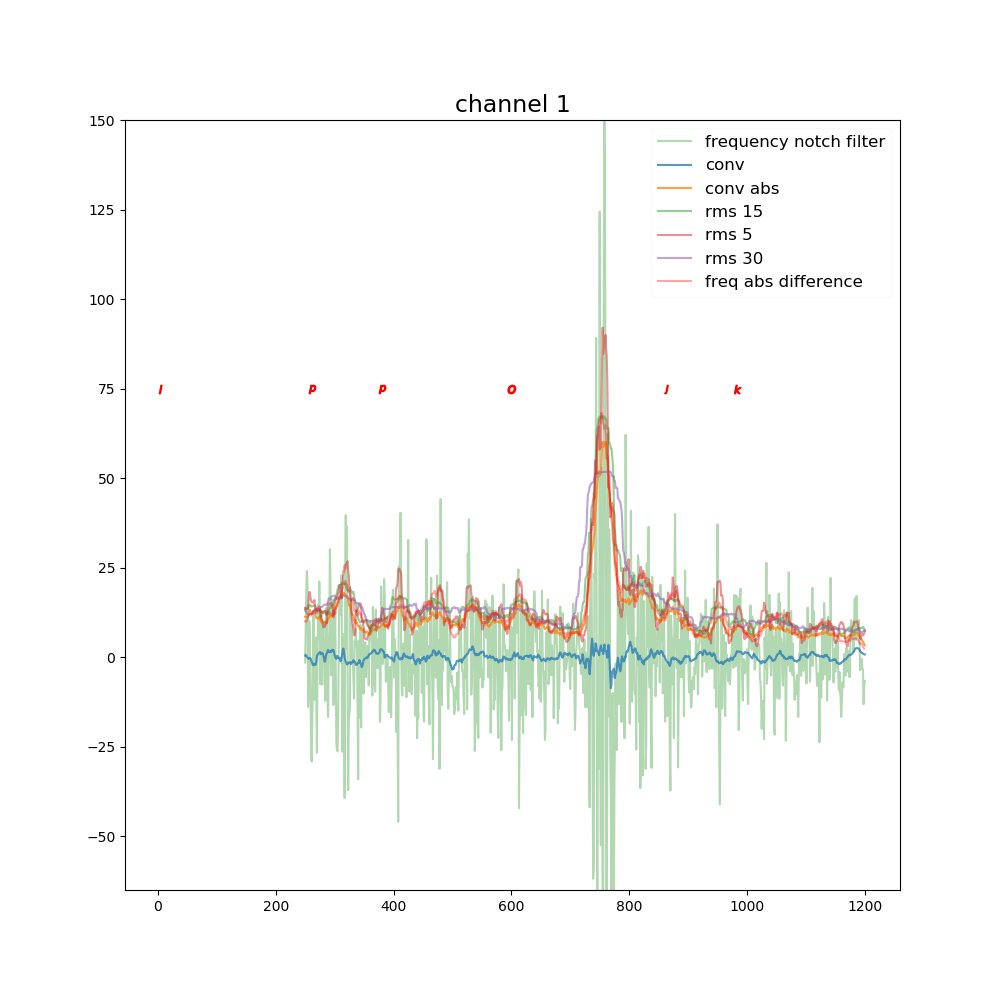 channel 1
150
125
100
75
50
25
0
−25
−50
frequency notch filter
conv
conv abs
rms 15
rms 5
rms 30
freq abs difference
l p p O j k
0 200 400 600 800 1000 1200